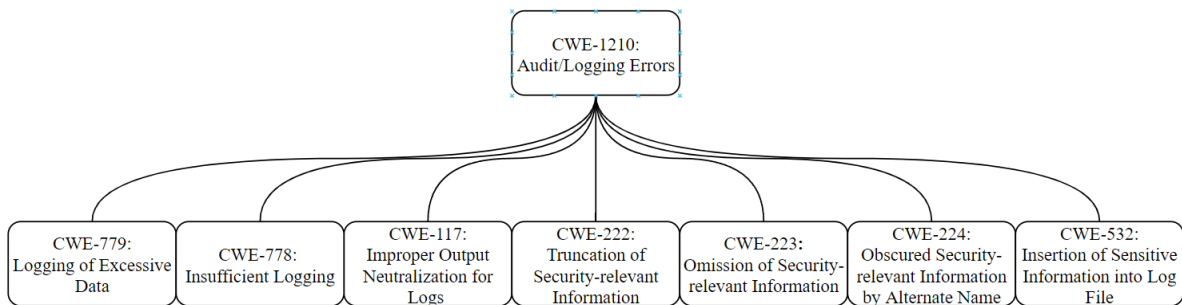 CWE-1210:
Audit/Logging Errors
CWE-779:
Logging of Excessive
Data
CWE-778:
Insufficient Logging
CWE-117:
Improper Output
Neutralization for
Logs
CWE-222:
Truncation of
Security-relevant
Information
CWE-223:
Omission of Security-
relevant Information
CWE-224:
Obscured Security-
relevant Information
by Alternate Name
CWE-532:
Insertion of Sensitive
Information into Log
File